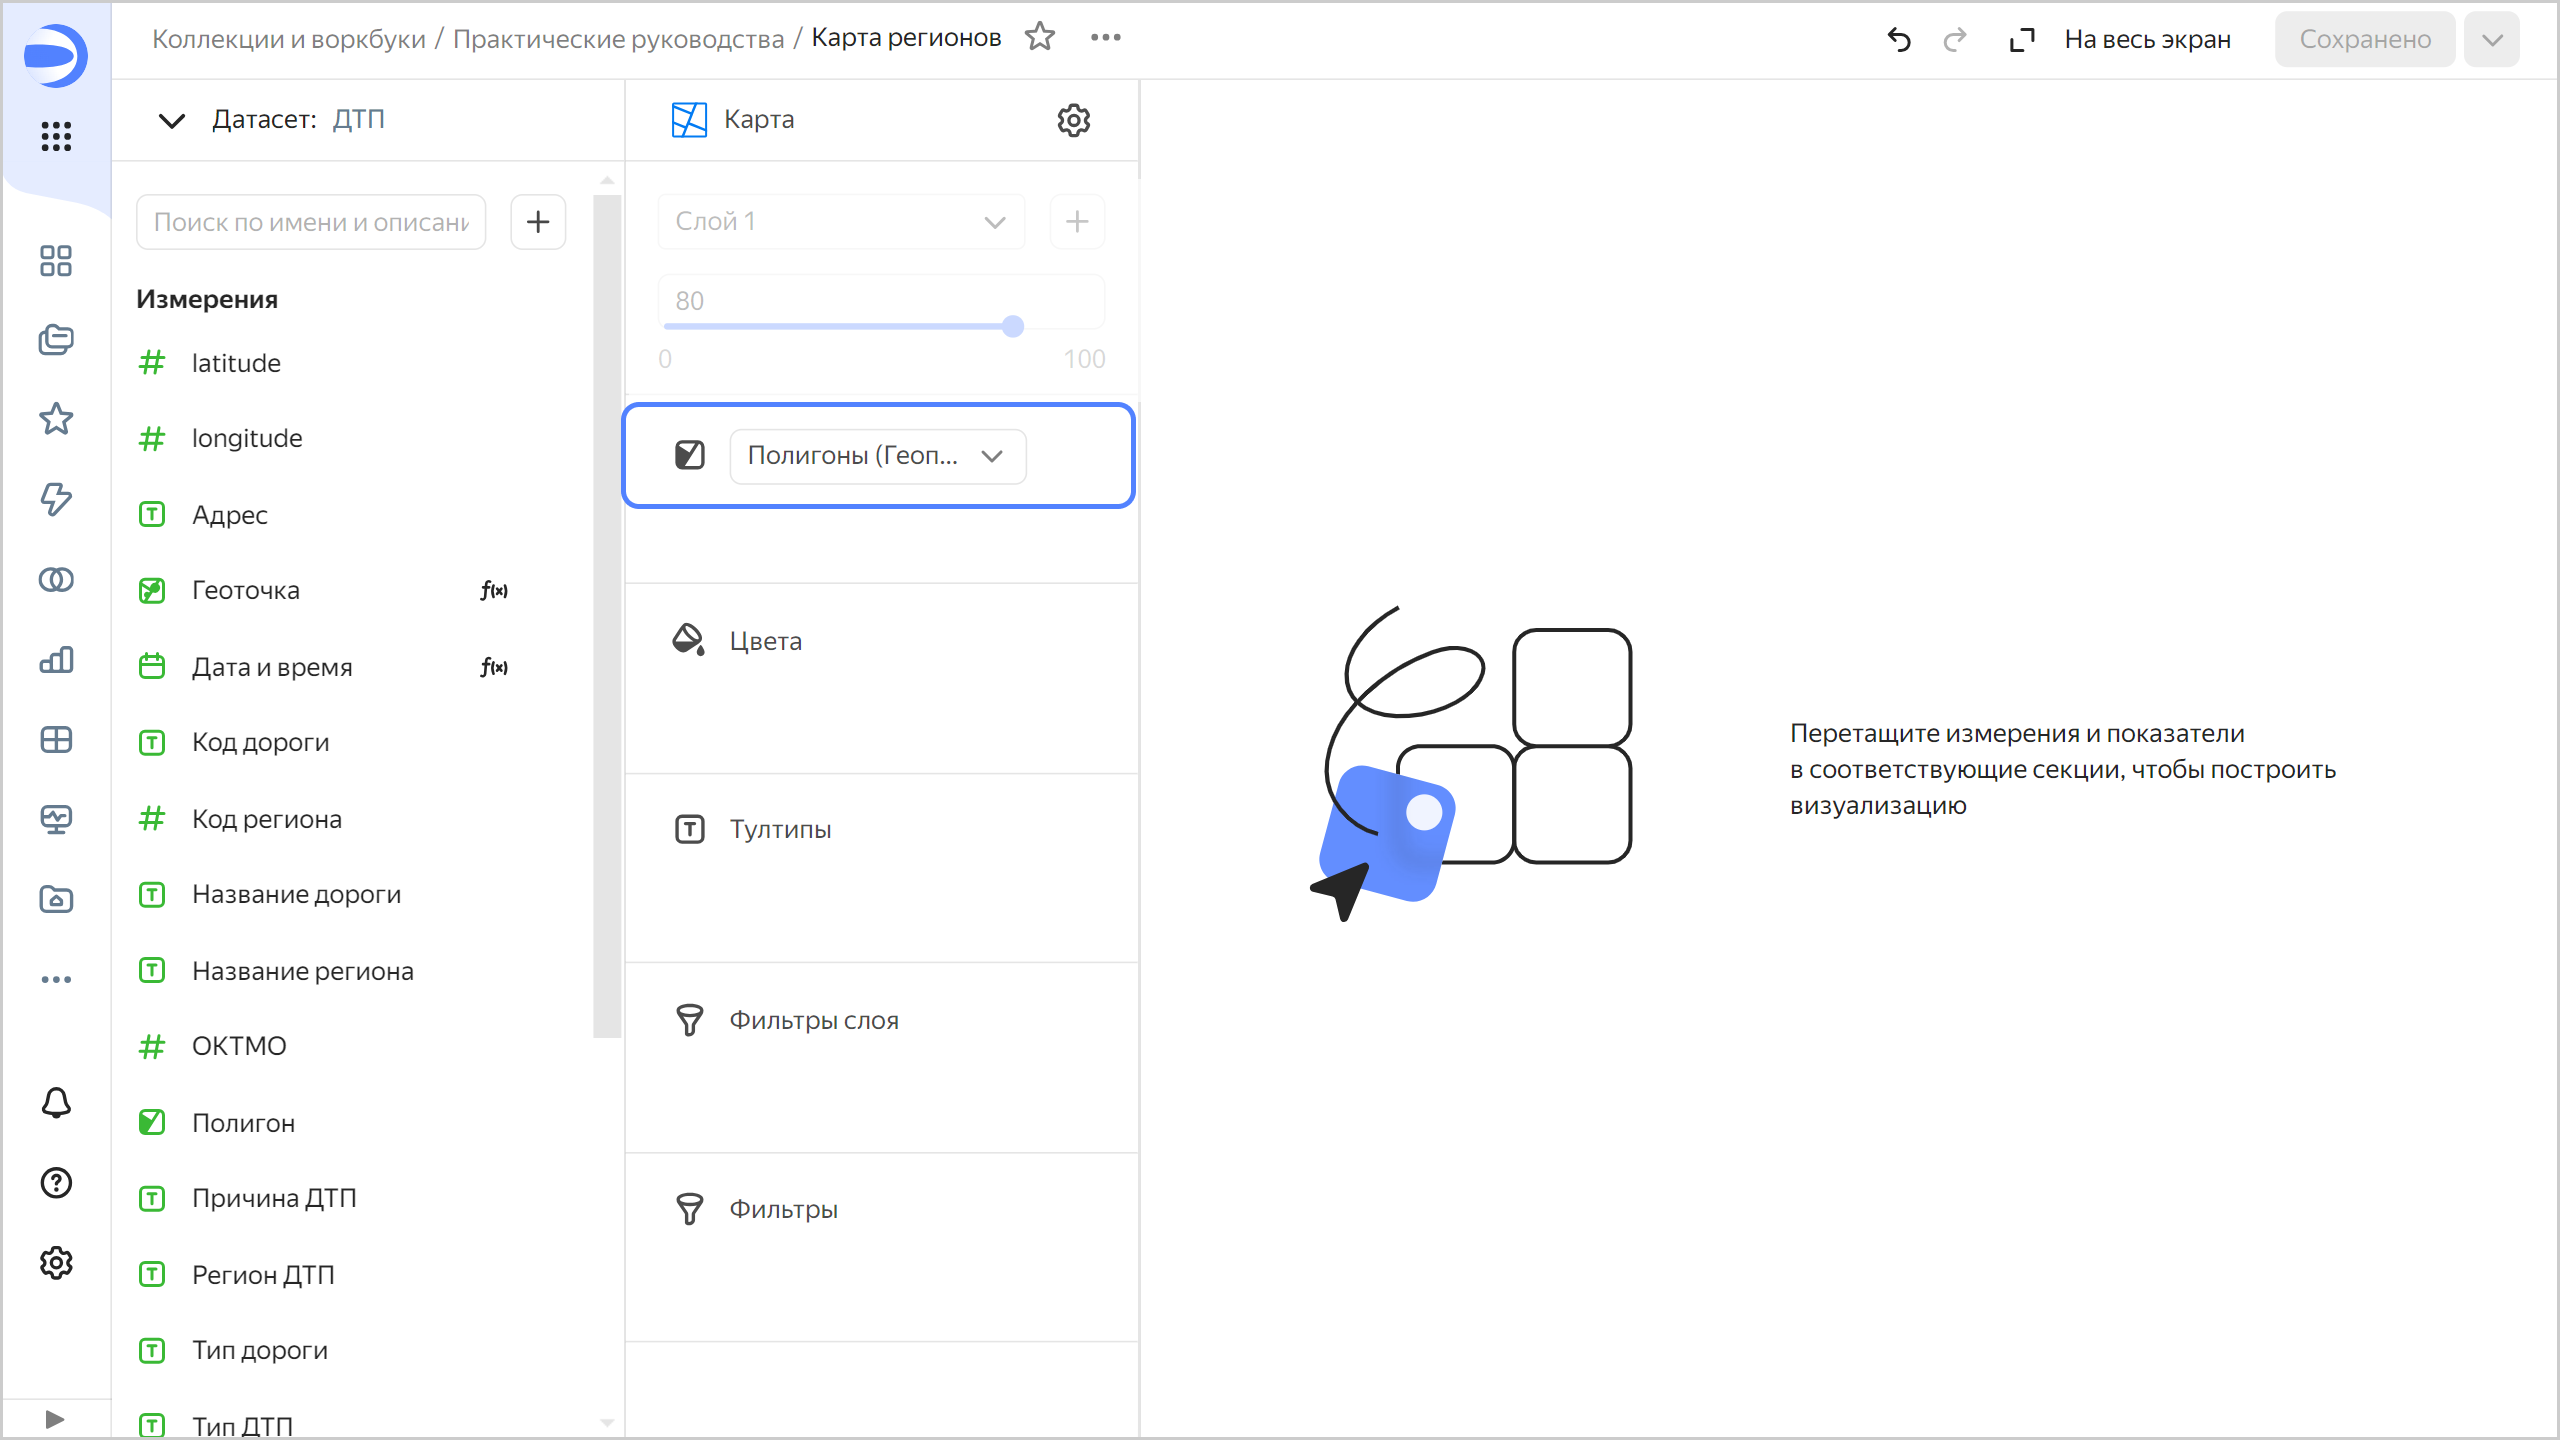 Коллекции и воркбуки / Практические руководства / Карта регионов
На весь экран
Сохранено
Датасет: ДТП
Поиск по имени и описани
Измерения
latitude
longitude
Адрес
Геоточка
f(x)
Дата и время
f(x)
Код дороги
Код региона
Название дороги
Название региона
ОКТМО
Полигон
Причина ДТП
Регион ДТП
Тип дороги
Тип ДТП
Карта
Слой 1
80
0
100
Полигоны (Геоп...
Цвета
Тултипы
Фильтры слоя
Фильтры
Перетащите измерения и показатели
в соответствующие секции, чтобы построить
визуализацию